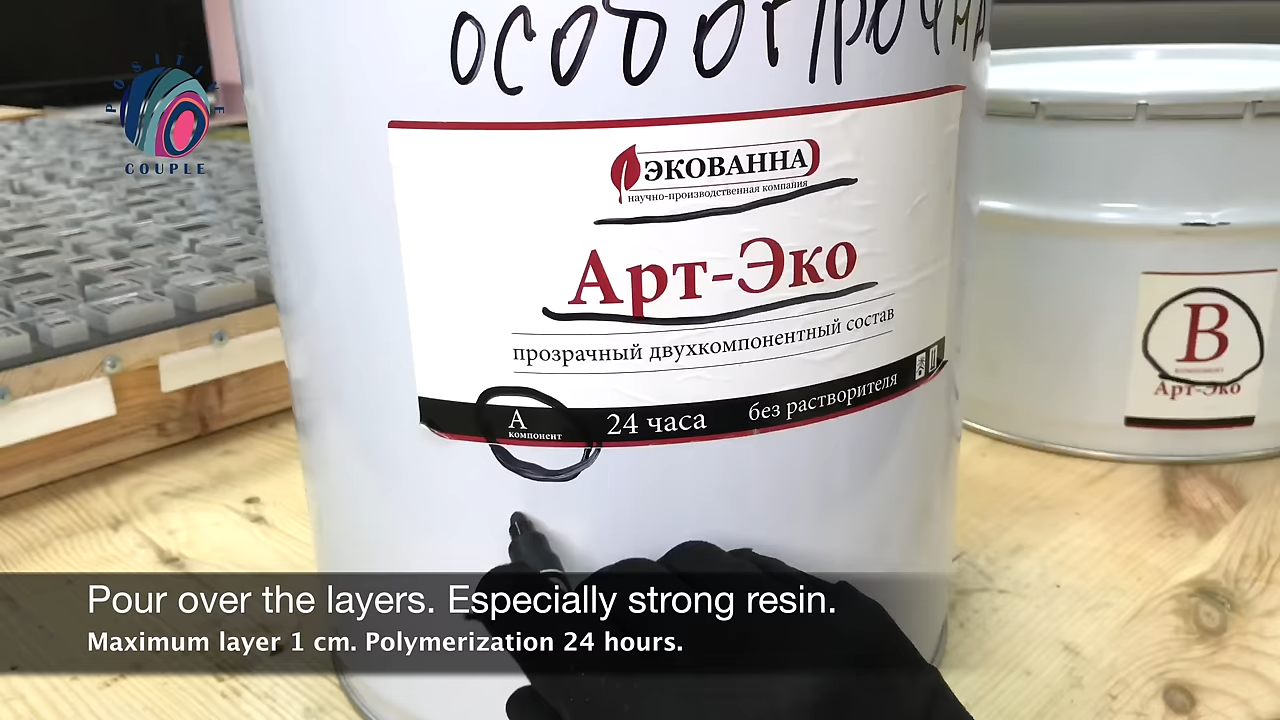 POSITIVE
COUPLE
особопрочна
ЭКОВАННА
научно-производственная компания
Арт-Эко
прозрачный двухкомпонентный состав
А
компонент
24 часа
без растворителя
B
компонент
Арт-Эко
Pour over the layers. Especially strong resin.
Maximum layer 1 cm. Polymerization 24 hours.